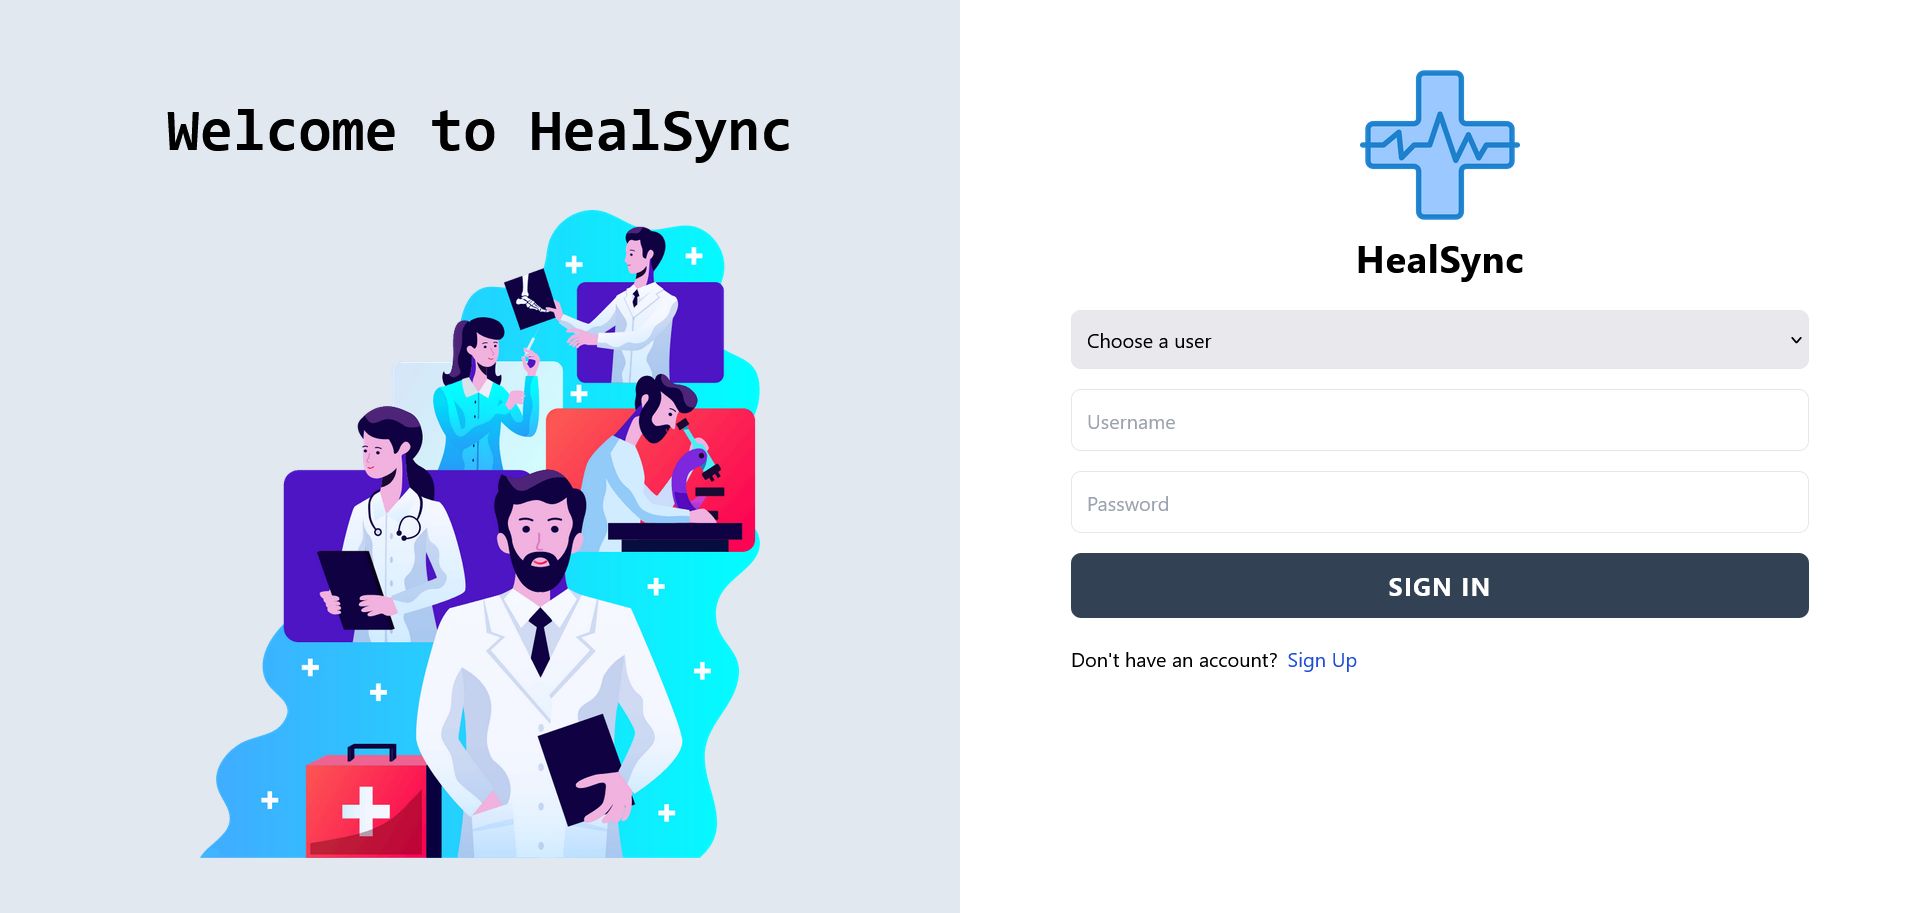 Welcome to HealSync
HealSync
Choose a user
Username
Password
SIGN IN
Don't have an account? Sign Up